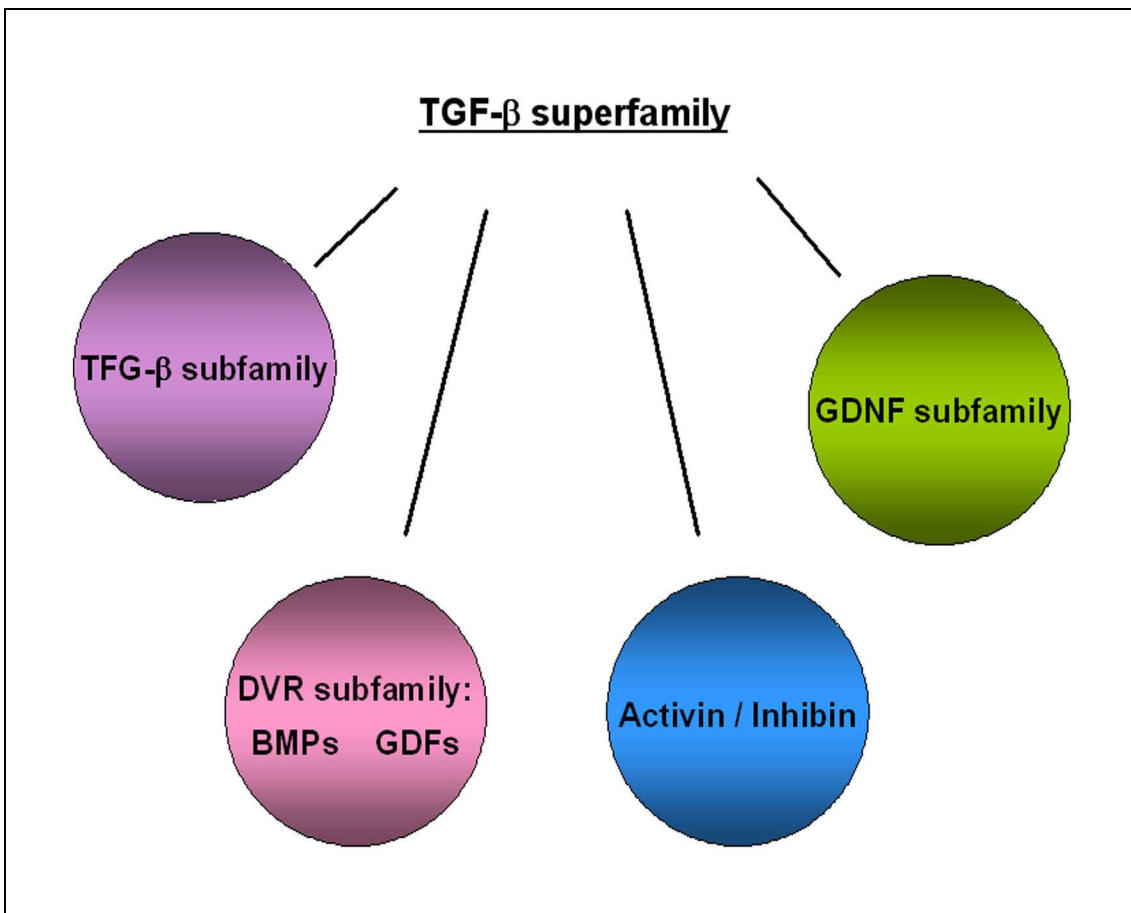 TGF-β superfamily
TFG-β subfamily
GDNF subfamily
DVR subfamily:
BMPs GDFs
Activin / Inhibin